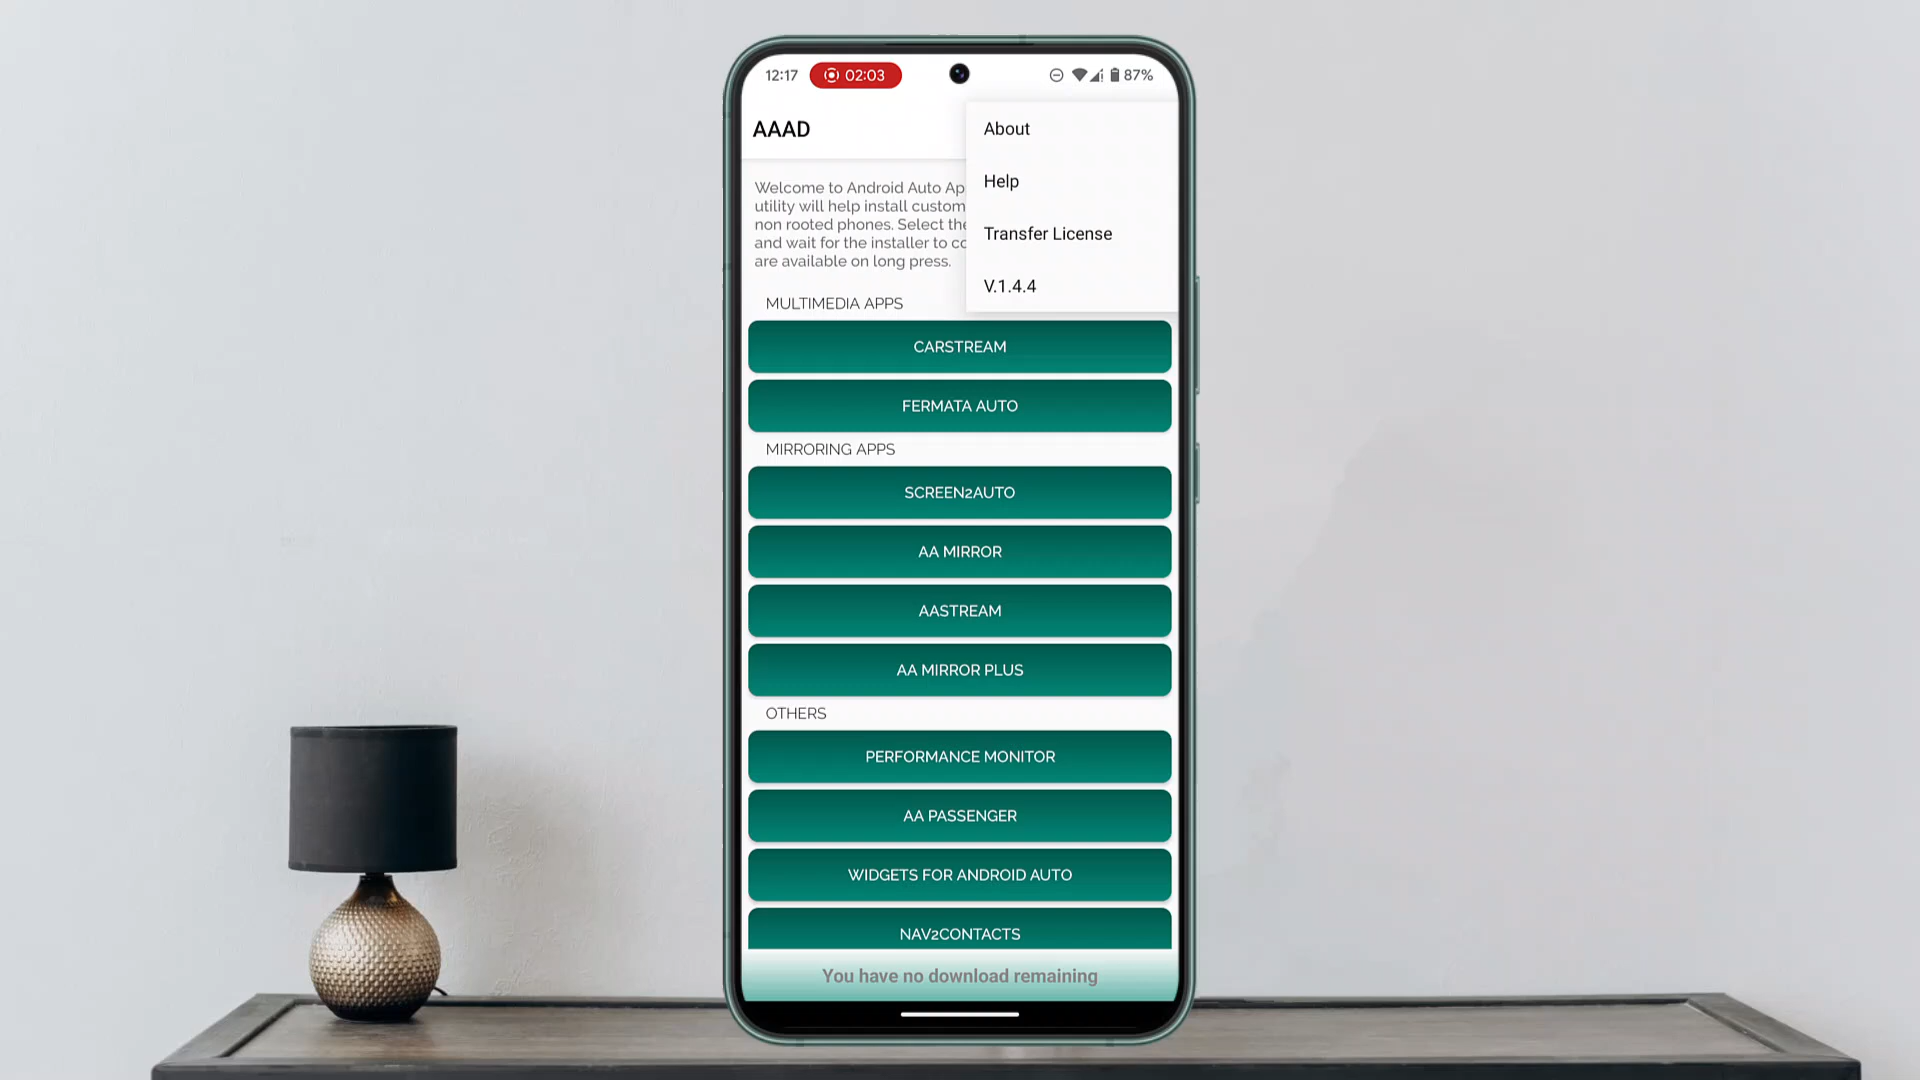 12:17
02:03
87%
AAAD
About
Help
Transfer License
V.1.4.4
Welcome to Android Auto Ap
utility will help install custom
non rooted phones. Select the
and wait for the installer to co
are available on long press.
MULTIMEDIA APPS
CARSTREAM
FERMATA AUTO
MIRRORING APPS
SCREEN2AUTO
AA MIRROR
AASTREAM
AA MIRROR PLUS
OTHERS
PERFORMANCE MONITOR
AA PASSENGER
WIDGETS FOR ANDROID AUTO
NAV2CONTACTS
You have no download remaining